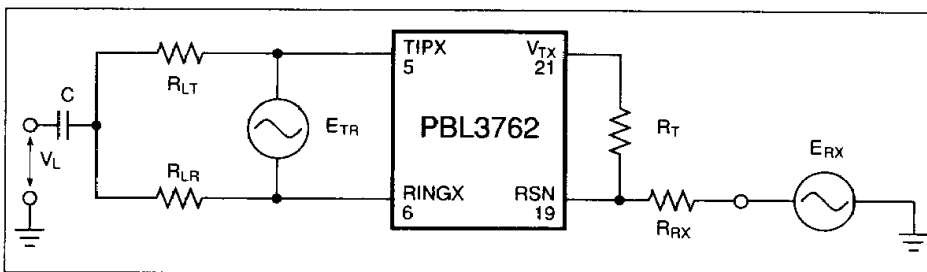 TIPX
5
V_TX
21
C
R_LT
E_TR
PBL3762
R_T
E_RX
V_L
R_LR
RINGX
6
RSN
19
R_RX